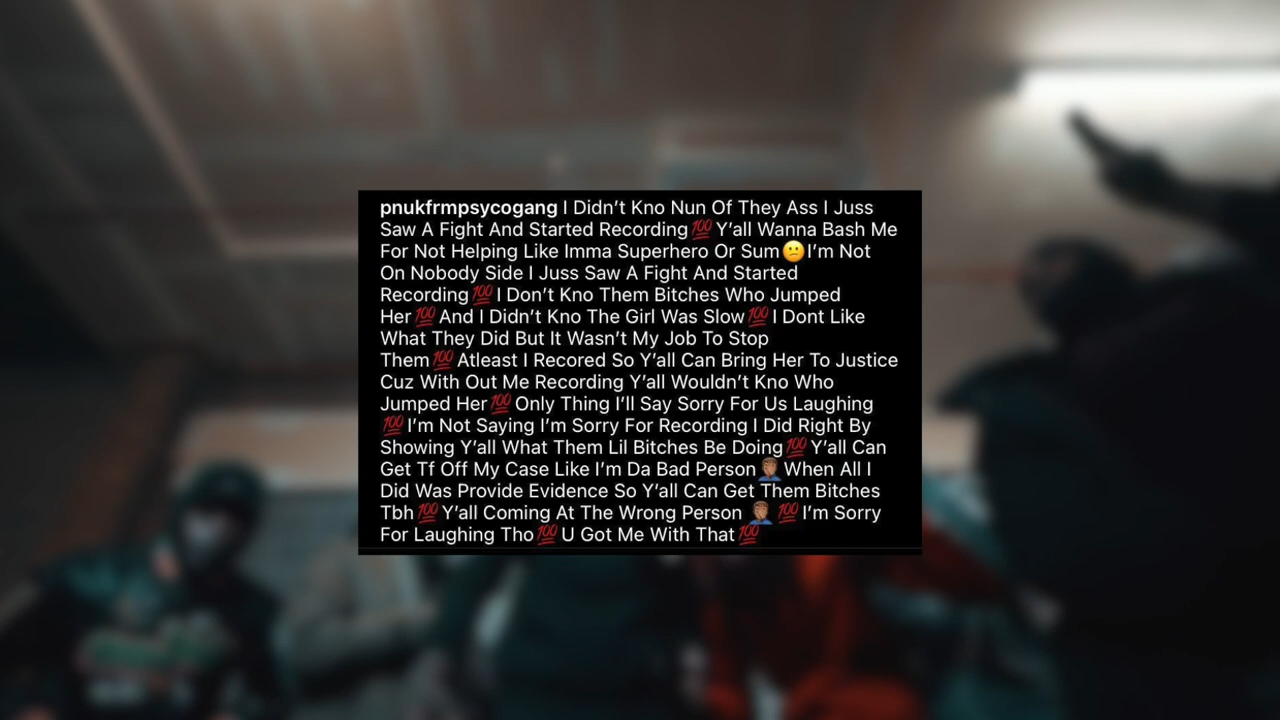 pnukfrmpsycogang I Didn’t Kno Nun Of They Ass I Juss
Saw A Fight And Started Recording💯Y’all Wanna Bash Me
For Not Helping Like Imma Superhero Or Sum😕I’m Not
On Nobody Side I Juss Saw A Fight And Started
Recording💯I Don’t Kno Them Bitches Who Jumped
Her💯And I Didn’t Kno The Girl Was Slow💯I Dont Like
What They Did But It Wasn’t My Job To Stop
Them💯Atleast I Recored So Y’all Can Bring Her To Justice
Cuz With Out Me Recording Y’all Wouldn’t Kno Who
Jumped Her💯Only Thing I’ll Say Sorry For Us Laughing
💯I’m Not Saying I’m Sorry For Recording I Did Right By
Showing Y’all What Them Lil Bitches Be Doing💯Y’all Can
Get Tf Off My Case Like I’m Da Bad Person🤦🏽‍♂️When All I
Did Was Provide Evidence So Y’all Can Get Them Bitches
Tbh💯Y’all Coming At The Wrong Person🤦🏽‍♂️💯I’m Sorry
For Laughing Tho💯U Got Me With That💯